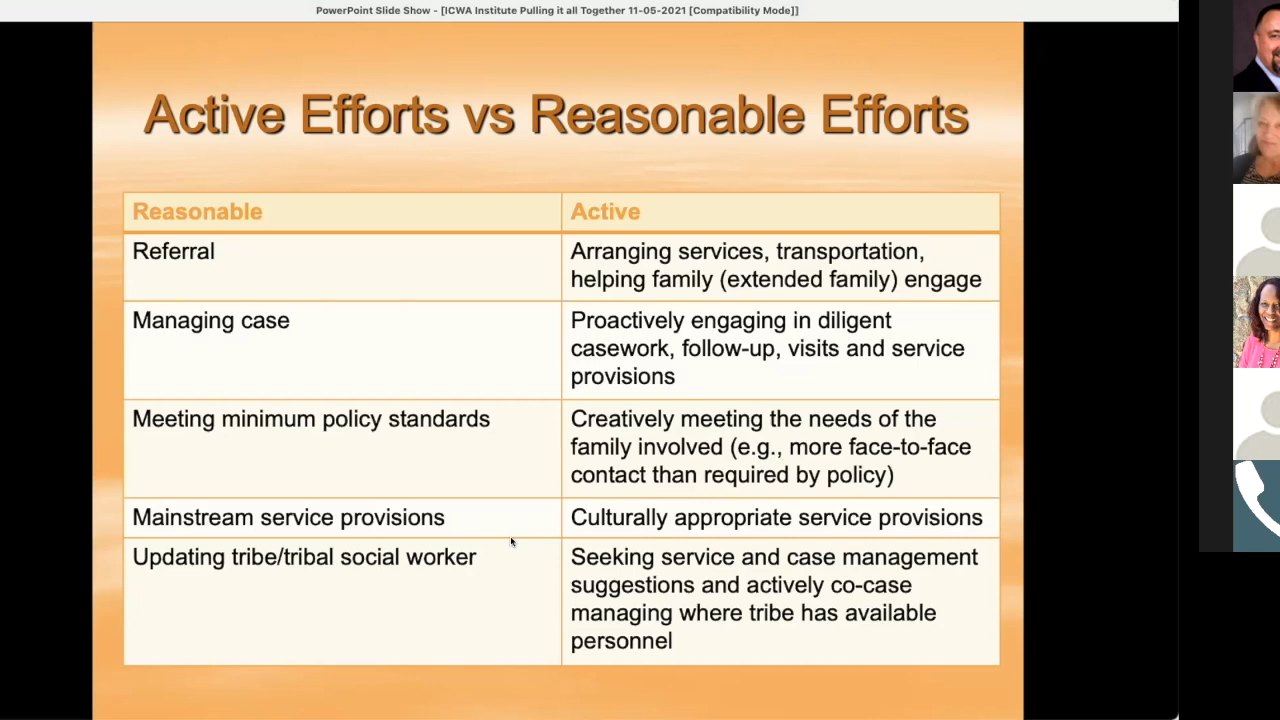 PowerPoint Slide Show - [ICWA Institute Pulling it all Together 11-05-2021 [Compatibility Mode]]
Active Efforts vs Reasonable Efforts
Reasonable
Active
Referral
Arranging services, transportation,
helping family (extended family) engage
Managing case
Proactively engaging in diligent
casework, follow-up, visits and service
provisions
Meeting minimum policy standards
Creatively meeting the needs of the
family involved (e.g., more face-to-face
contact than required by policy)
Mainstream service provisions
Culturally appropriate service provisions
Updating tribe/tribal social worker
Seeking service and case management
suggestions and actively co-case
managing where tribe has available
personnel